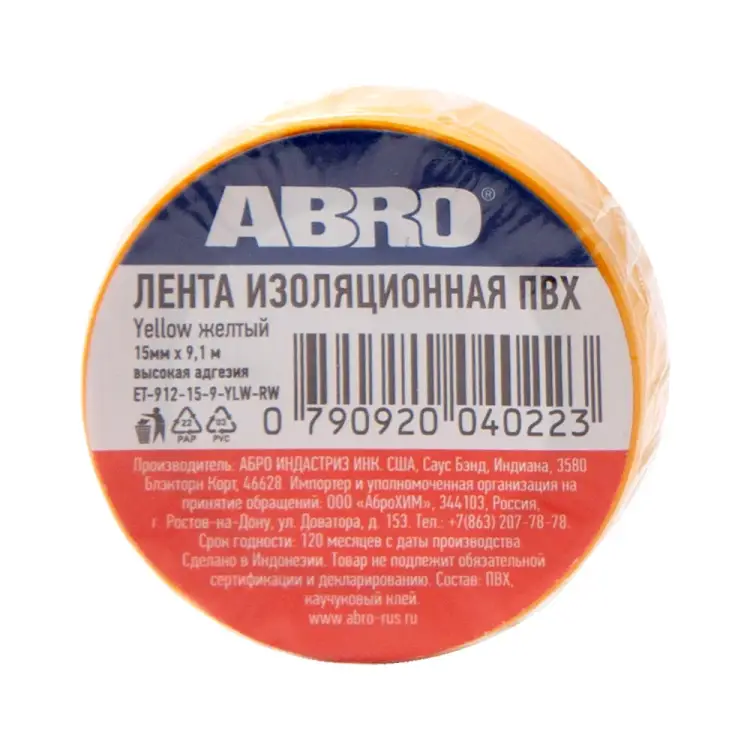 ABRO®
ЛЕНТА ИЗОЛЯЦИОННАЯ ПВХ
Yellow желтый
15мм x 9,1 м
высокая адгезия
ET-912-15-9-YLW-RW
22
PAP
03
PVC
0 790920 040223
Производитель: АБРО ИНДАСТРИЗ ИНК. США, Саус Бэнд, Индиана, 3580
Блэкторн Корт, 46628. Импортер и уполномоченная организация на
принятие обращений: ООО «АброХИМ», 344103, Россия,
г. Ростов-на-Дону, ул. Доватора, д. 153. Тел.: +7(863) 207-78-78.
Срок годности: 120 месяцев с даты производства
Сделано в Индонезии. Товар не подлежит обязательной
сертификации и декларированию. Состав: ПВХ,
каучуковый клей.
www.abro-rus.ru